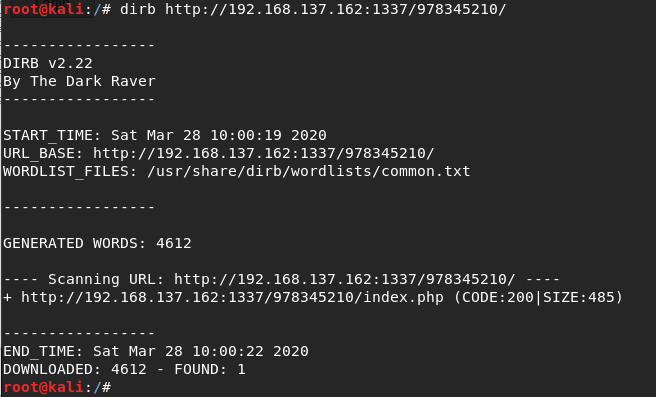 root@kali:/# dirb http://192.168.137.162:1337/978345210/
-----------------
DIRB v2.22
By The Dark Raver
-----------------
START_TIME: Sat Mar 28 10:00:19 2020
URL_BASE: http://192.168.137.162:1337/978345210/
WORDLIST_FILES: /usr/share/dirb/wordlists/common.txt
-----------------
GENERATED WORDS: 4612
---- Scanning URL: http://192.168.137.162:1337/978345210/ ----
+ http://192.168.137.162:1337/978345210/index.php (CODE:200|SIZE:485)
-----------------
END_TIME: Sat Mar 28 10:00:22 2020
DOWNLOADED: 4612 - FOUND: 1
root@kali:/#